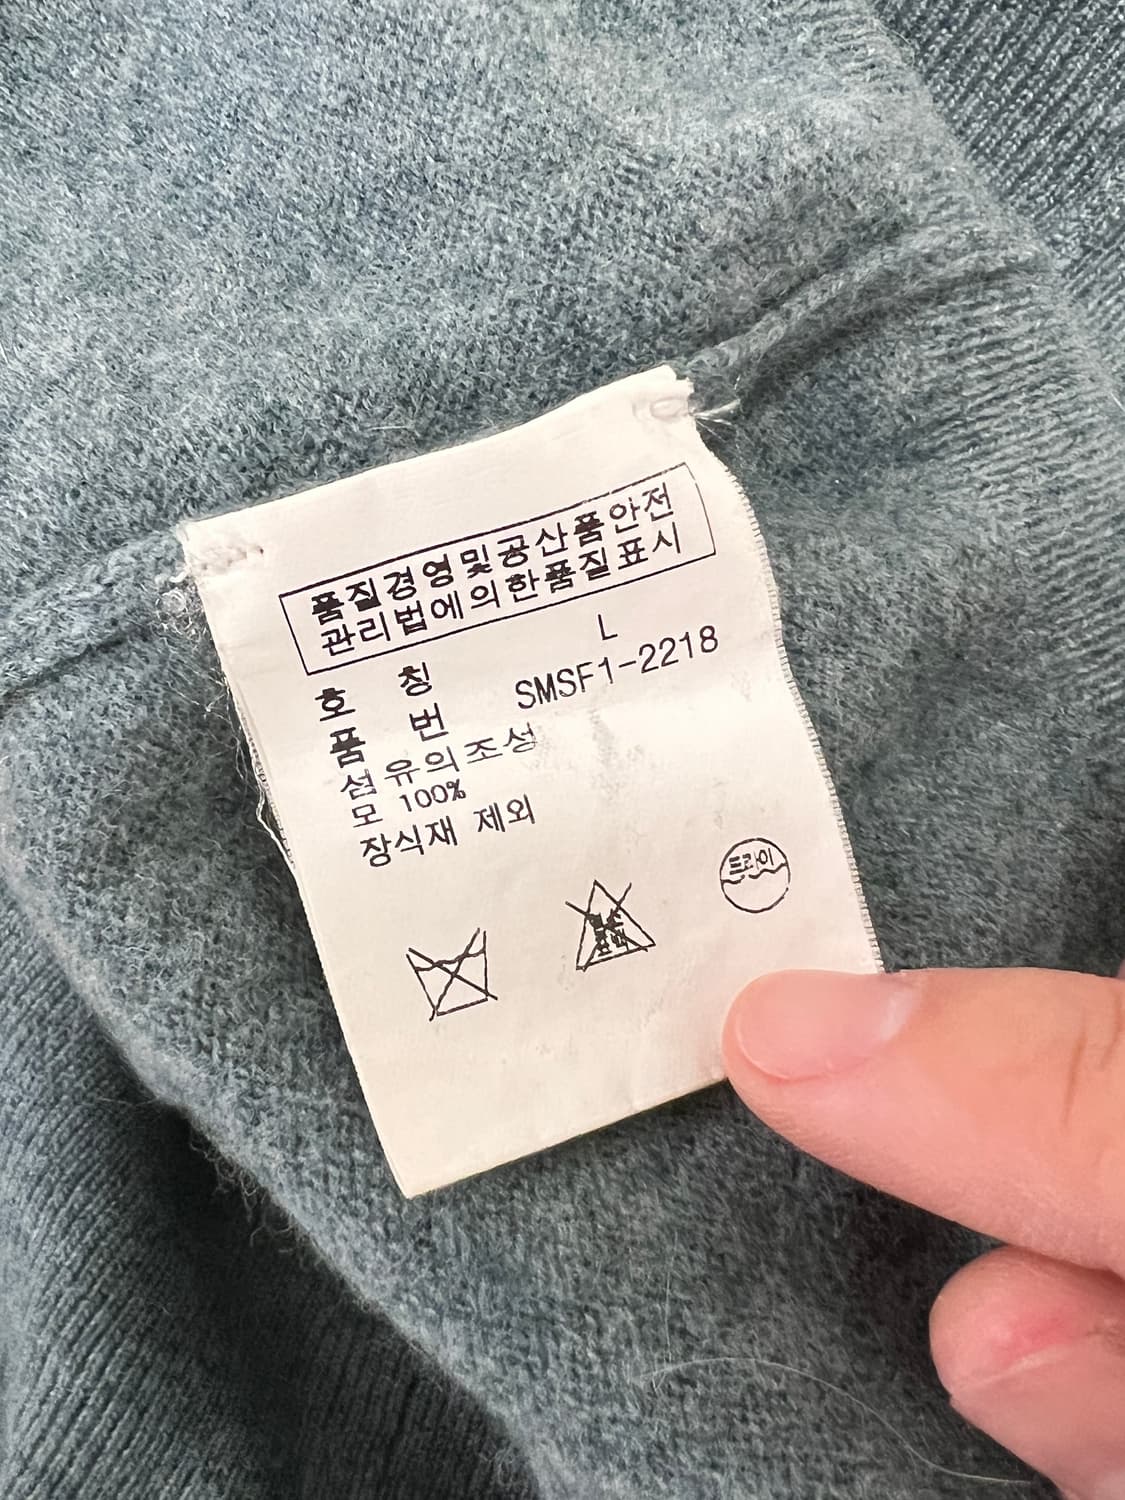 품질경영및공산품안전
관리법에의한품질표시
호 칭 L
품 번 SMSF1-2218
섬유의조성
모 100%
장식재 제외
드라이